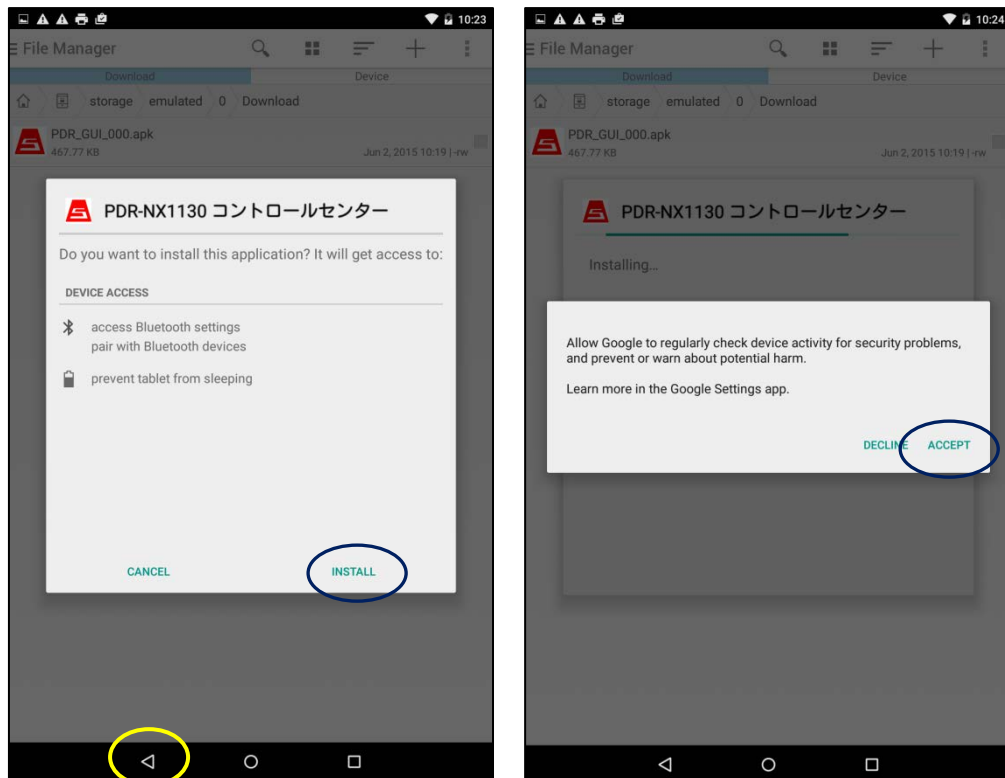 10:23
File Manager
Download Device
storage emulated 0 Download
PDR_GUI_000.apk
467.77 KB Jun 2, 2015 10:19 | -rw
PDR-NX1130 コントロールセンター
Do you want to install this application? It will get access to:
DEVICE ACCESS
access Bluetooth settings
pair with Bluetooth devices
prevent tablet from sleeping
CANCEL INSTALL
10:24
File Manager
Download Device
storage emulated 0 Download
PDR_GUI_000.apk
467.77 KB Jun 2, 2015 10:19 | -rw
PDR-NX1130 コントロールセンター
Installing...
Allow Google to regularly check device activity for security problems,
and prevent or warn about potential harm.
Learn more in the Google Settings app.
DECLINE ACCEPT